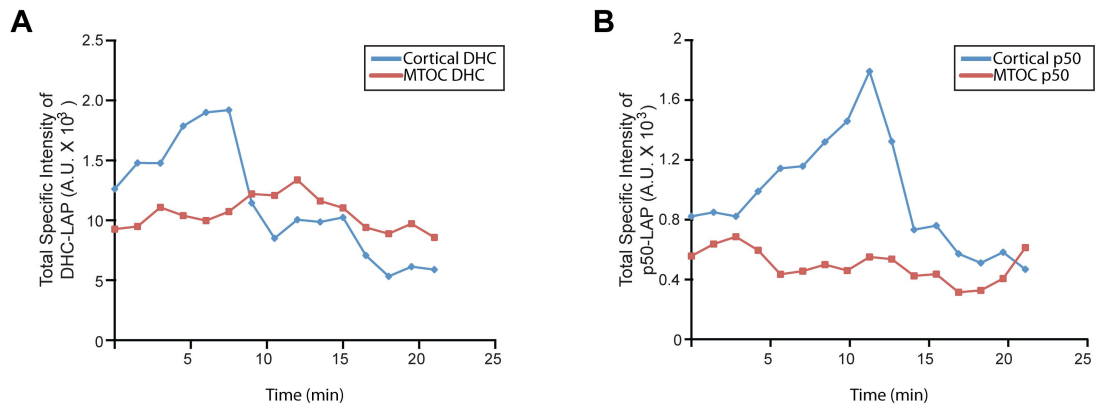 A
Total Specific Intensity of
DHC-LAP (A.U. X 10³ )
2.5
2.0
1.5
10
5
0
5
10
15
20
25
Time (min)
Cortical DHC
MTOC DHC
B
Total Specific Intensity of
p50-LAP (A.U. X 10³)
2
1.6
1.2
0.8
0.4
0
5
10
15
20
25
Time (min)
Cortical p50
MTOC p50